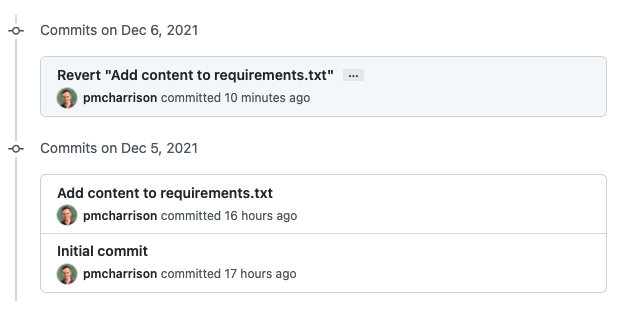 Commits on Dec 6, 2021
Revert "Add content to requirements.txt" ...
pmcharrison committed 10 minutes ago
Commits on Dec 5, 2021
Add content to requirements.txt
pmcharrison committed 16 hours ago
Initial commit
pmcharrison committed 17 hours ago